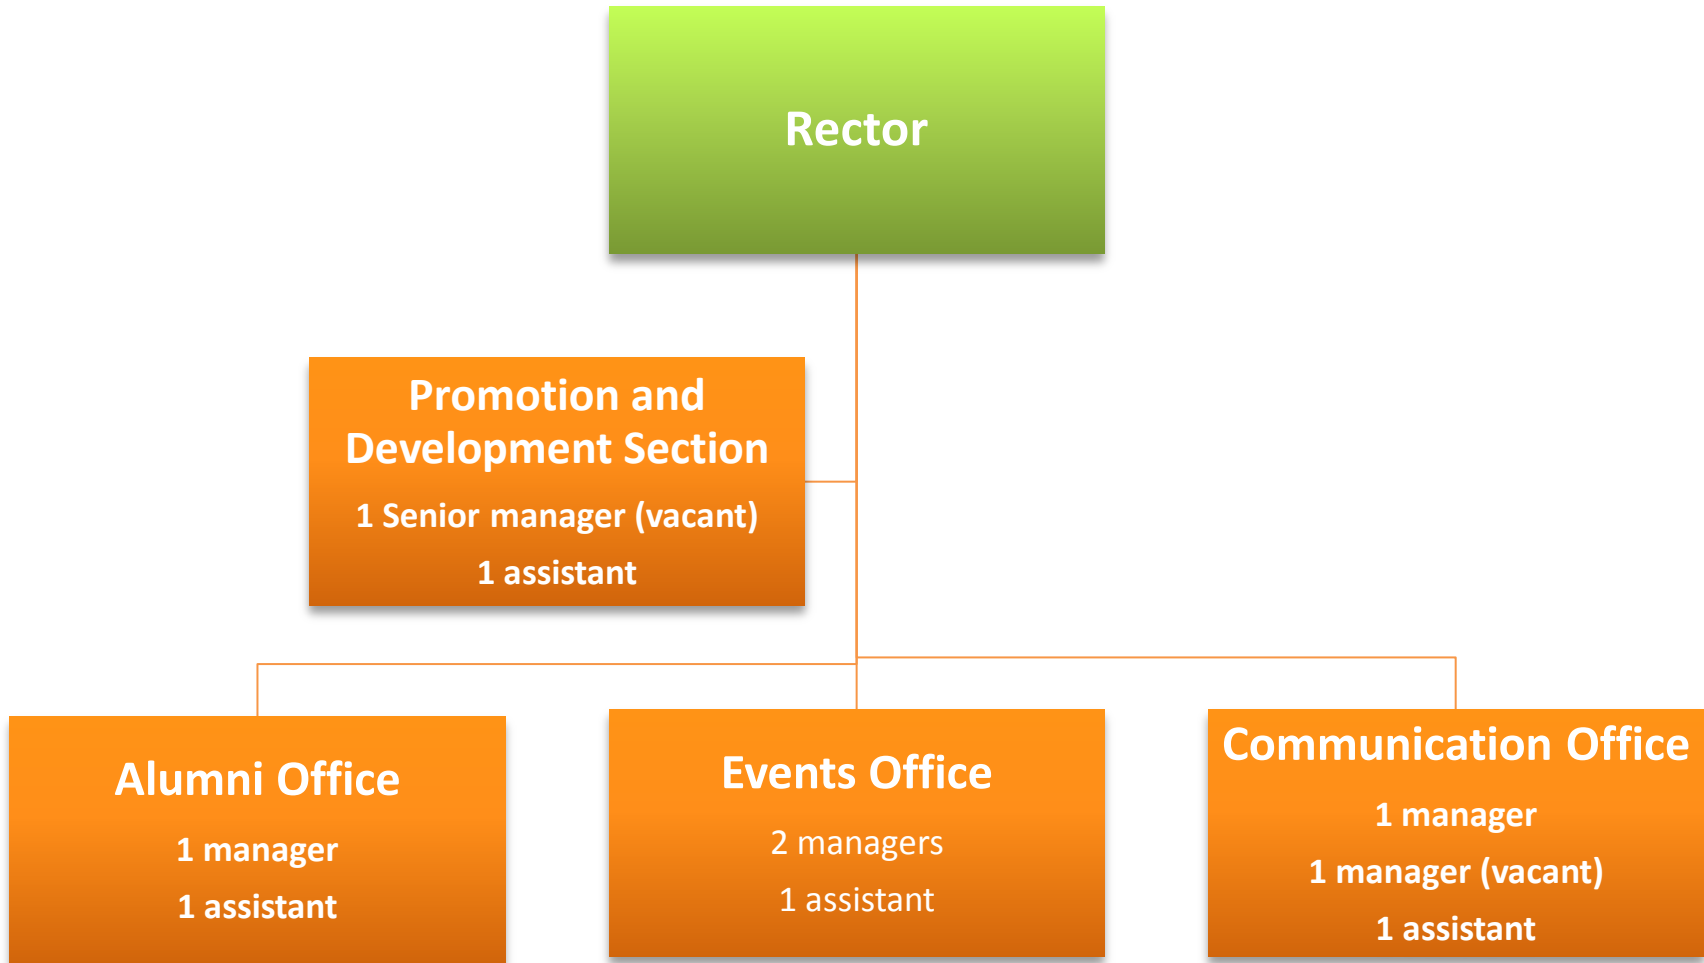 Rector
Promotion and
Development Section
1 Senior manager (vacant)
1 assistant
Alumni Office
1 manager
1 assistant
Events Office
2 managers
1 assistant
Communication Office
1 manager
1 manager (vacant)
1 assistant